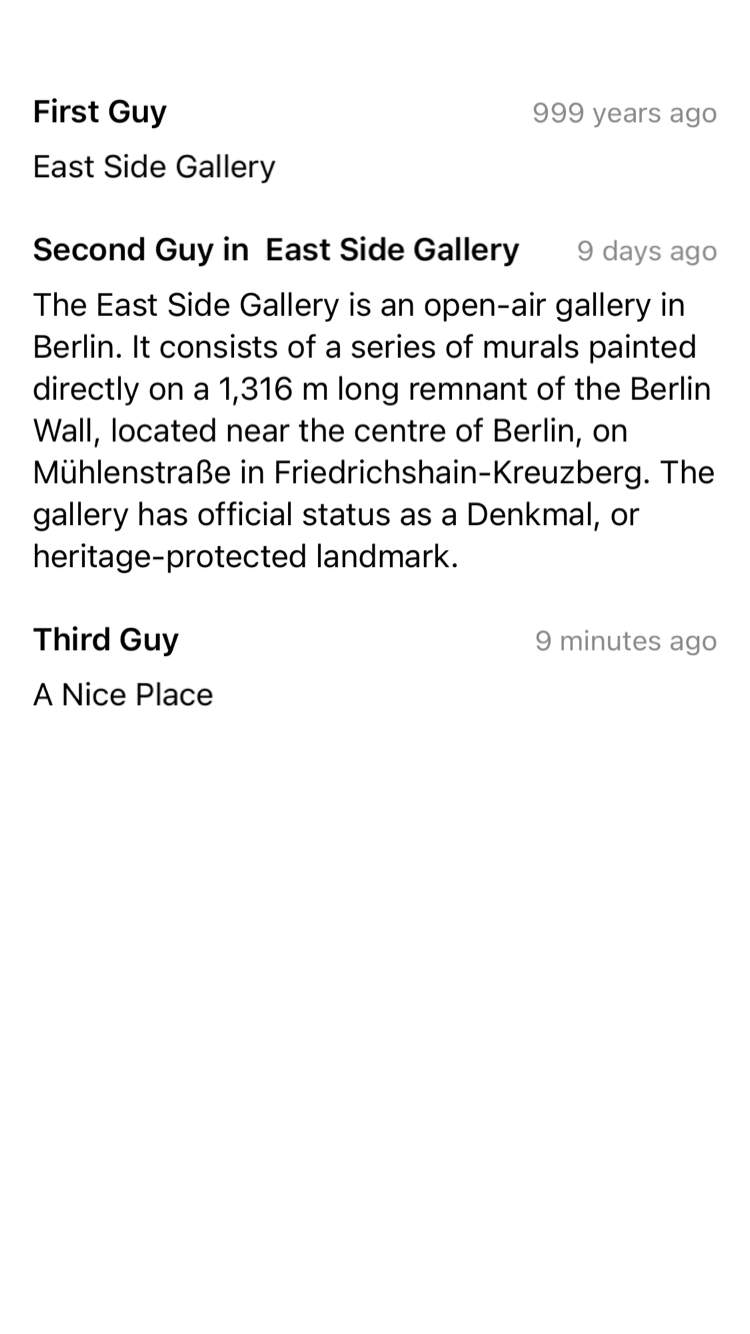 First Guy 999 years ago
East Side Gallery
Second Guy in East Side Gallery 9 days ago
The East Side Gallery is an open-air gallery in
Berlin. It consists of a series of murals painted
directly on a 1,316 m long remnant of the Berlin
Wall, located near the centre of Berlin, on
Mühlenstraße in Friedrichshain-Kreuzberg. The
gallery has official status as a Denkmal, or
heritage-protected landmark.
Third Guy 9 minutes ago
A Nice Place